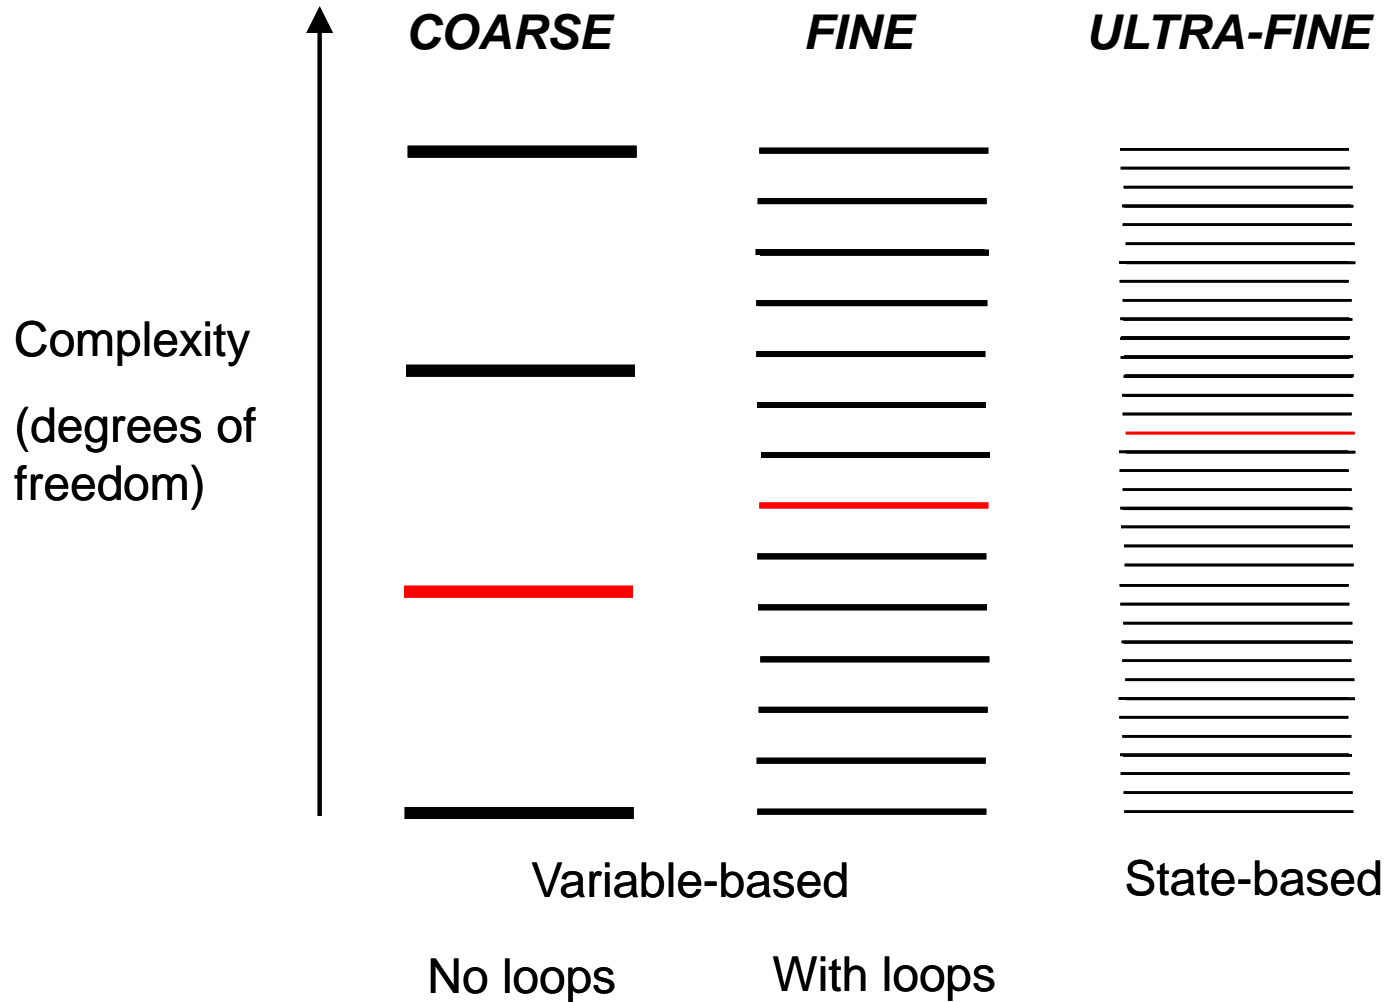 COARSE
FINE
ULTRA-FINE
Complexity
(degrees of
freedom)
Variable-based
State-based
No loops
With loops